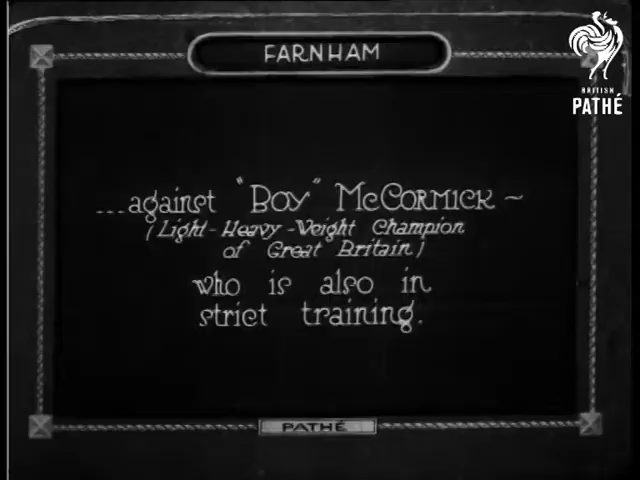 FARNHAM
BRITISH
PATHÉ
...against "Boy" McCORMICK ~
(Light-Heavy-Weight Champion
of Great Britain)
who is also in
strict training.
PATHÉ